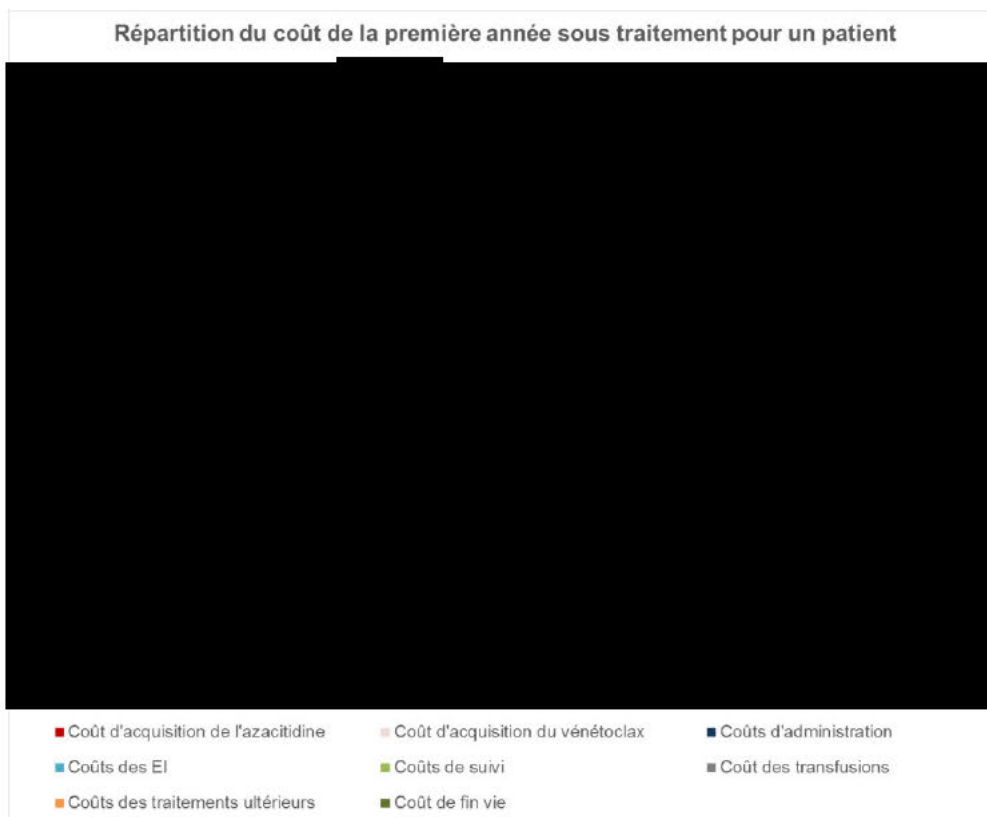 Répartition du coût de la première année sous traitement pour un patient
Coût d'acquisition de l'azacitidine Coût d'acquisition du vénétoclax Coûts d'administration
Coûts des EI Coûts de suivi Coût des transfusions
Coûts des traitements ultérieurs Coût de fin vie